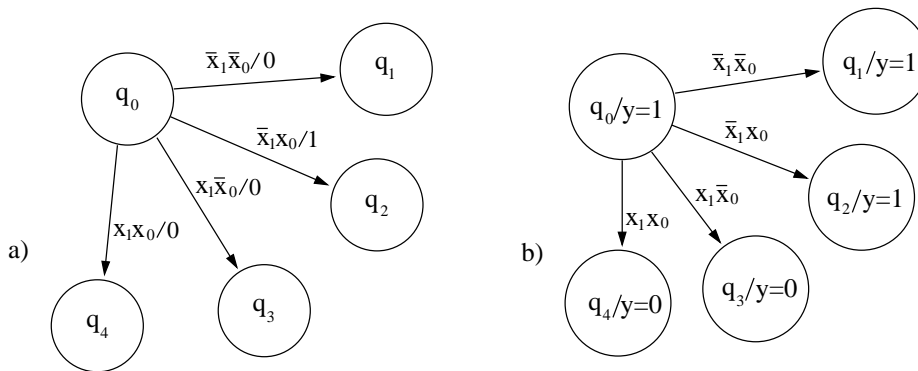 q₀
x̄₁x̄₀/0
q₁
x̄₁x₀/1
q₂
x₁x̄₀/0
q₃
x₁x₀/0
q₄
a)
q₀/y=1
x̄₁x̄₀
q₁/y=1
x̄₁x₀
q₂/y=1
x₁x̄₀
q₃/y=0
x₁x₀
q₄/y=0
b)